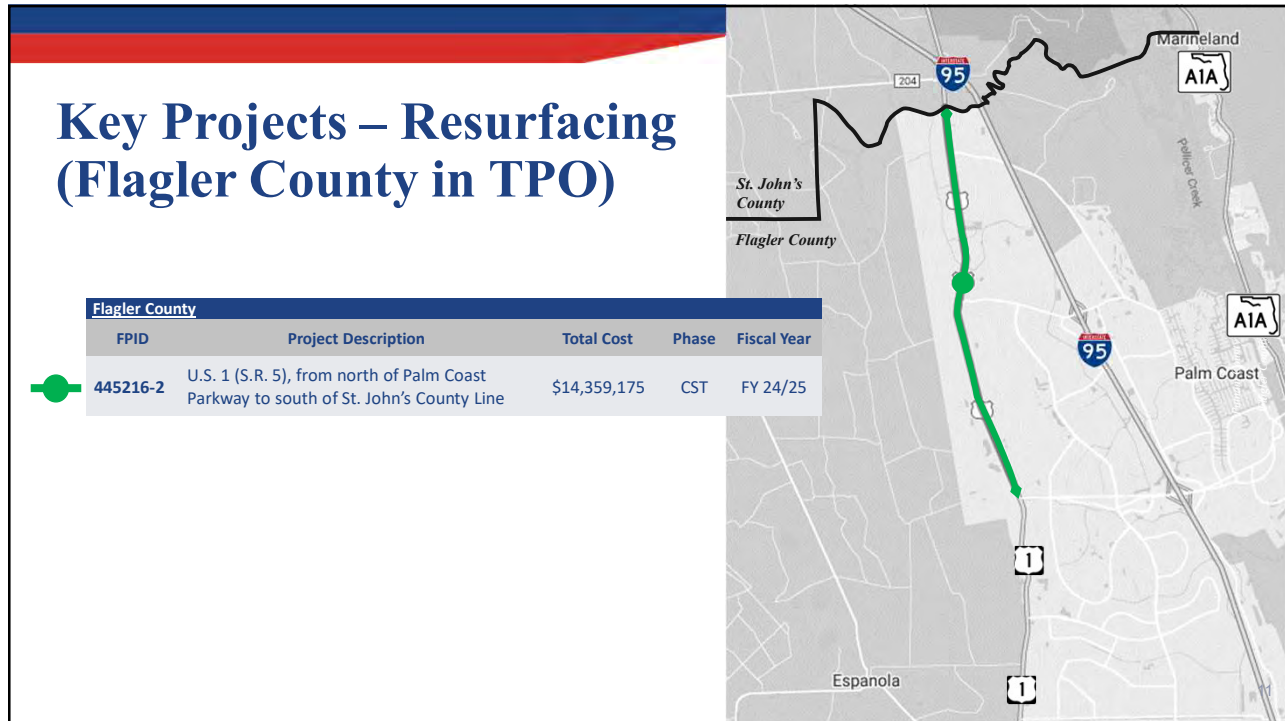 Key Projects – Resurfacing
(Flagler County in TPO)
Flagler County
FPID Project Description Total Cost Phase Fiscal Year
445216-2 U.S. 1 (S.R. 5), from north of Palm Coast
Parkway to south of St. John's County Line $14,359,175 CST FY 24/25
Marineland
A1A
INTERSTATE
95
204
Pellicer Creek
St. John's
County
Flagler County
A1A
INTERSTATE
95
Palm Coast
1
Espanola
1
11